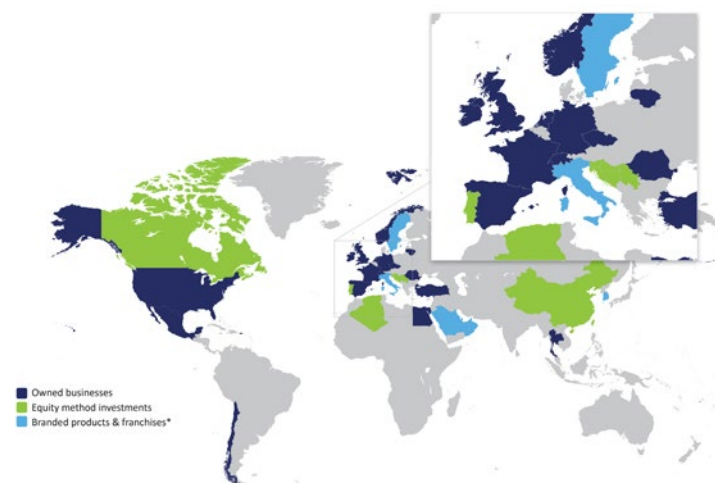 Owned businesses
Equity method investments
Branded products & franchises*